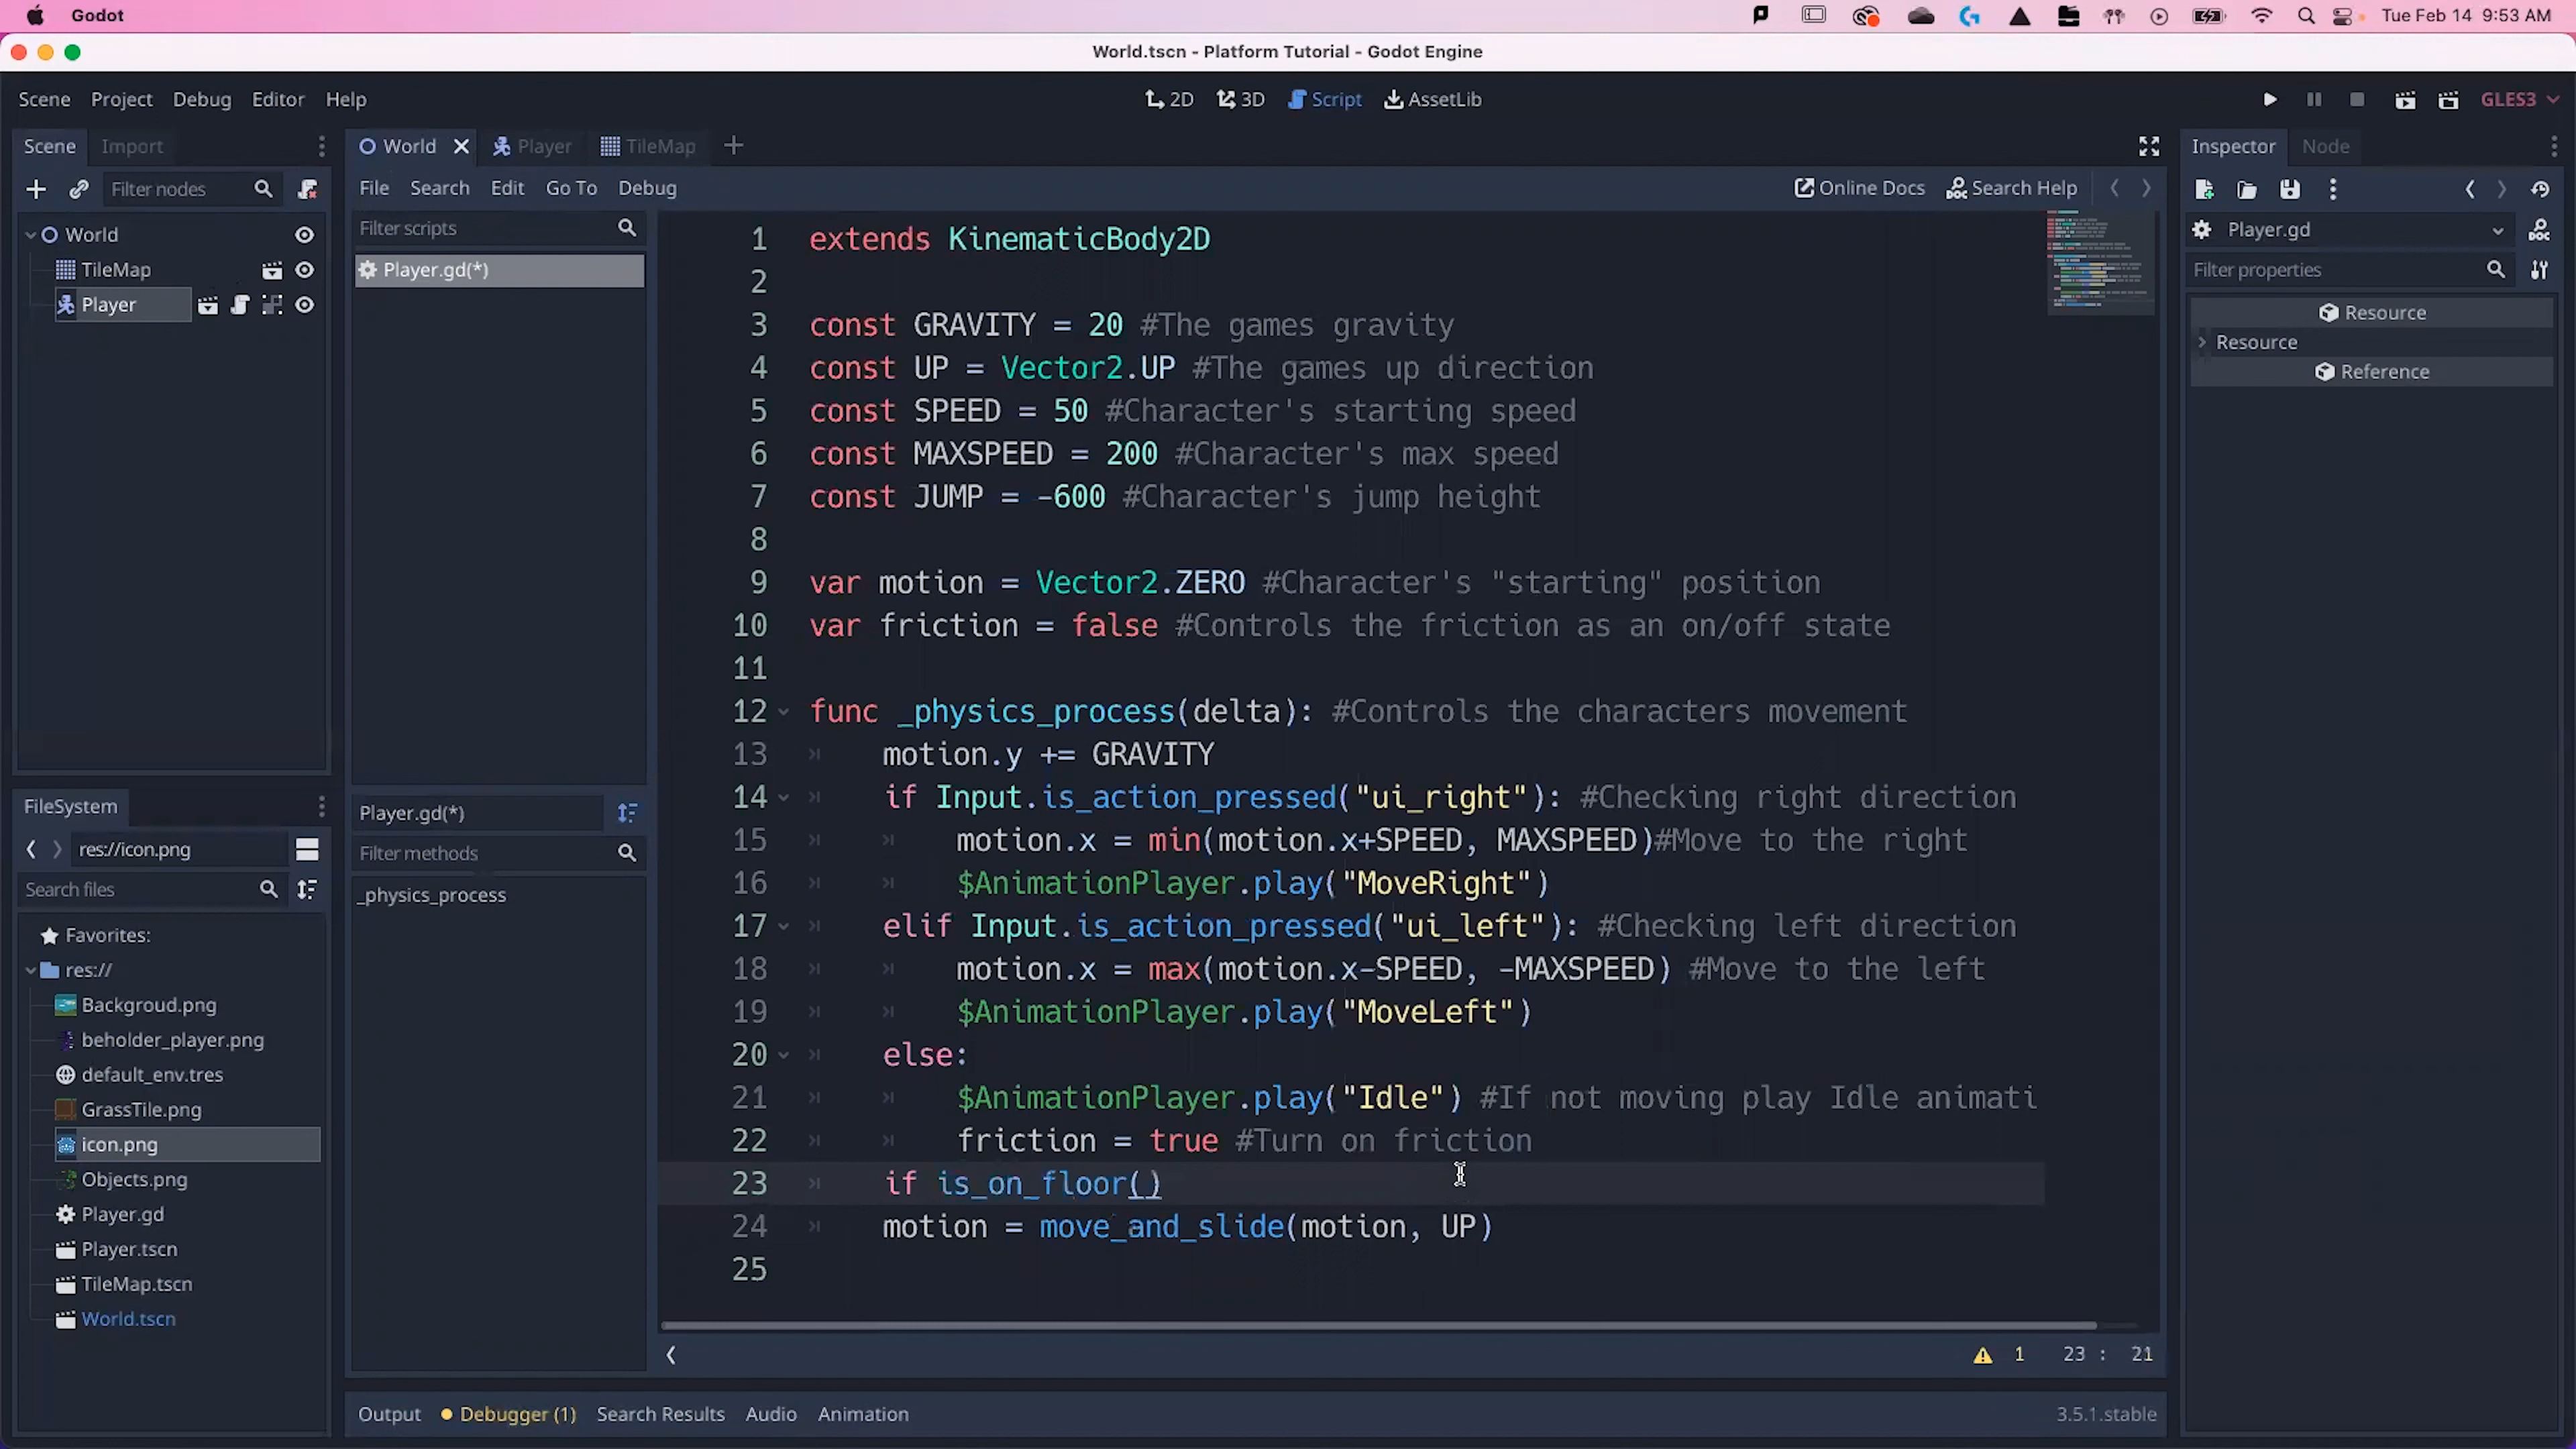 Godot
Tue Feb 14 9:53 AM
World.tscn - Platform Tutorial - Godot Engine
Scene Project Debug Editor Help
2D 3D Script AssetLib
GLES3
Scene Import
World Player TileMap
Inspector Node
Filter nodes
File Search Edit Go To Debug
Online Docs Search Help
World
TileMap
Player
Filter scripts
Player.gd(*)
Player.gd(*)
Filter methods
_physics_process
1 extends KinematicBody2D
2
3 const GRAVITY = 20 #The games gravity
4 const UP = Vector2.UP #The games up direction
5 const SPEED = 50 #Character's starting speed
6 const MAXSPEED = 200 #Character's max speed
7 const JUMP = -600 #Character's jump height
8
9 var motion = Vector2.ZERO #Character's "starting" position
10 var friction = false #Controls the friction as an on/off state
11
12 func _physics_process(delta): #Controls the characters movement
13 motion.y += GRAVITY
14 if Input.is_action_pressed("ui_right"): #Checking right direction
15 motion.x = min(motion.x+SPEED, MAXSPEED)#Move to the right
16 $AnimationPlayer.play("MoveRight")
17 elif Input.is_action_pressed("ui_left"): #Checking left direction
18 motion.x = max(motion.x-SPEED, -MAXSPEED) #Move to the left
19 $AnimationPlayer.play("MoveLeft")
20 else:
21 $AnimationPlayer.play("Idle") #If not moving play Idle animati
22 friction = true #Turn on friction
23 if is_on_floor()
24 motion = move_and_slide(motion, UP)
25
1 23 : 21
Player.gd
Filter properties
Resource
Resource
Reference
FileSystem
res://icon.png
Search files
Favorites:
res://
Backgroud.png
beholder_player.png
default_env.tres
GrassTile.png
icon.png
Objects.png
Player.gd
Player.tscn
TileMap.tscn
World.tscn
Output Debugger (1) Search Results Audio Animation
3.5.1.stable